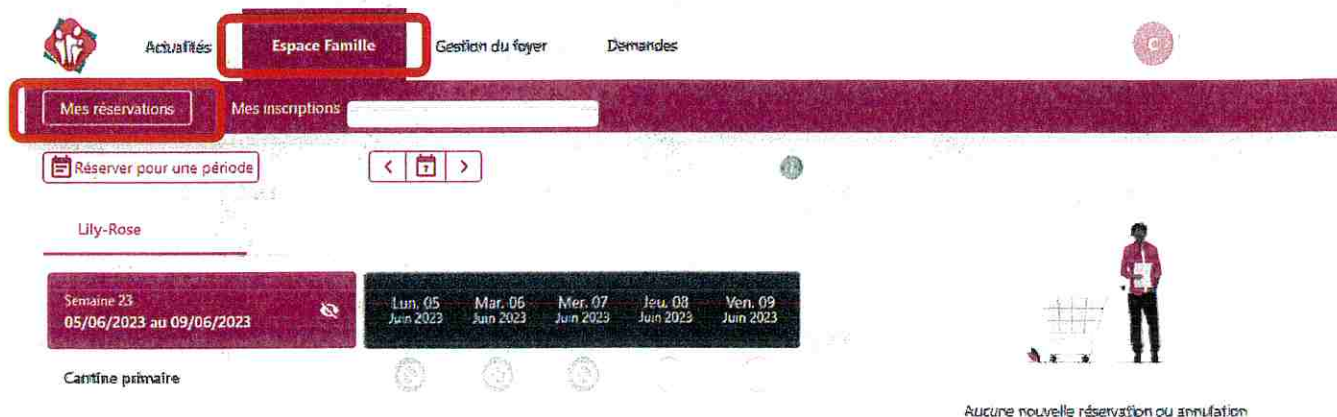 Actualités Espace Famille Gestion du foyer Demandes
Mes réservations Mes inscriptions
Réserver pour une période
Lily-Rose
Semaine 23
05/06/2023 au 09/06/2023
Lun. 05 Mar. 06 Mer. 07 Jeu. 08 Ven. 09
Juin 2023 Juin 2023 Juin 2023 Juin 2023 Juin 2023
Cantine primaire
Aucune nouvelle réservation ou annulation